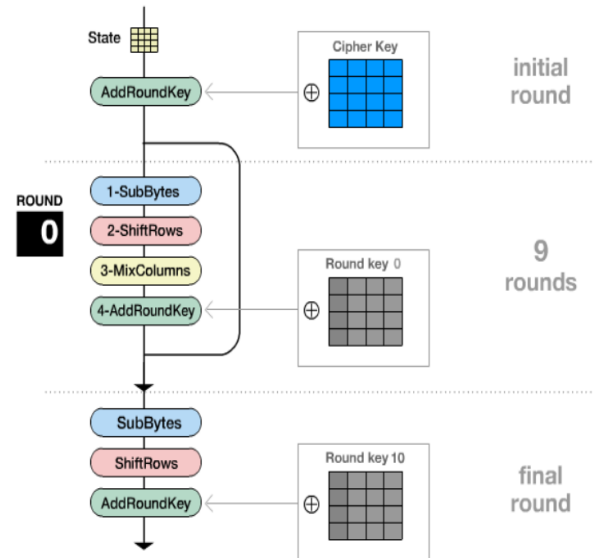 State
Cipher Key
AddRoundKey
⊕
initial
round
ROUND
0
1-SubBytes
2-ShiftRows
3-MixColumns
4-AddRoundKey
Round key 0
⊕
9
rounds
SubBytes
ShiftRows
AddRoundKey
Round key 10
⊕
final
round